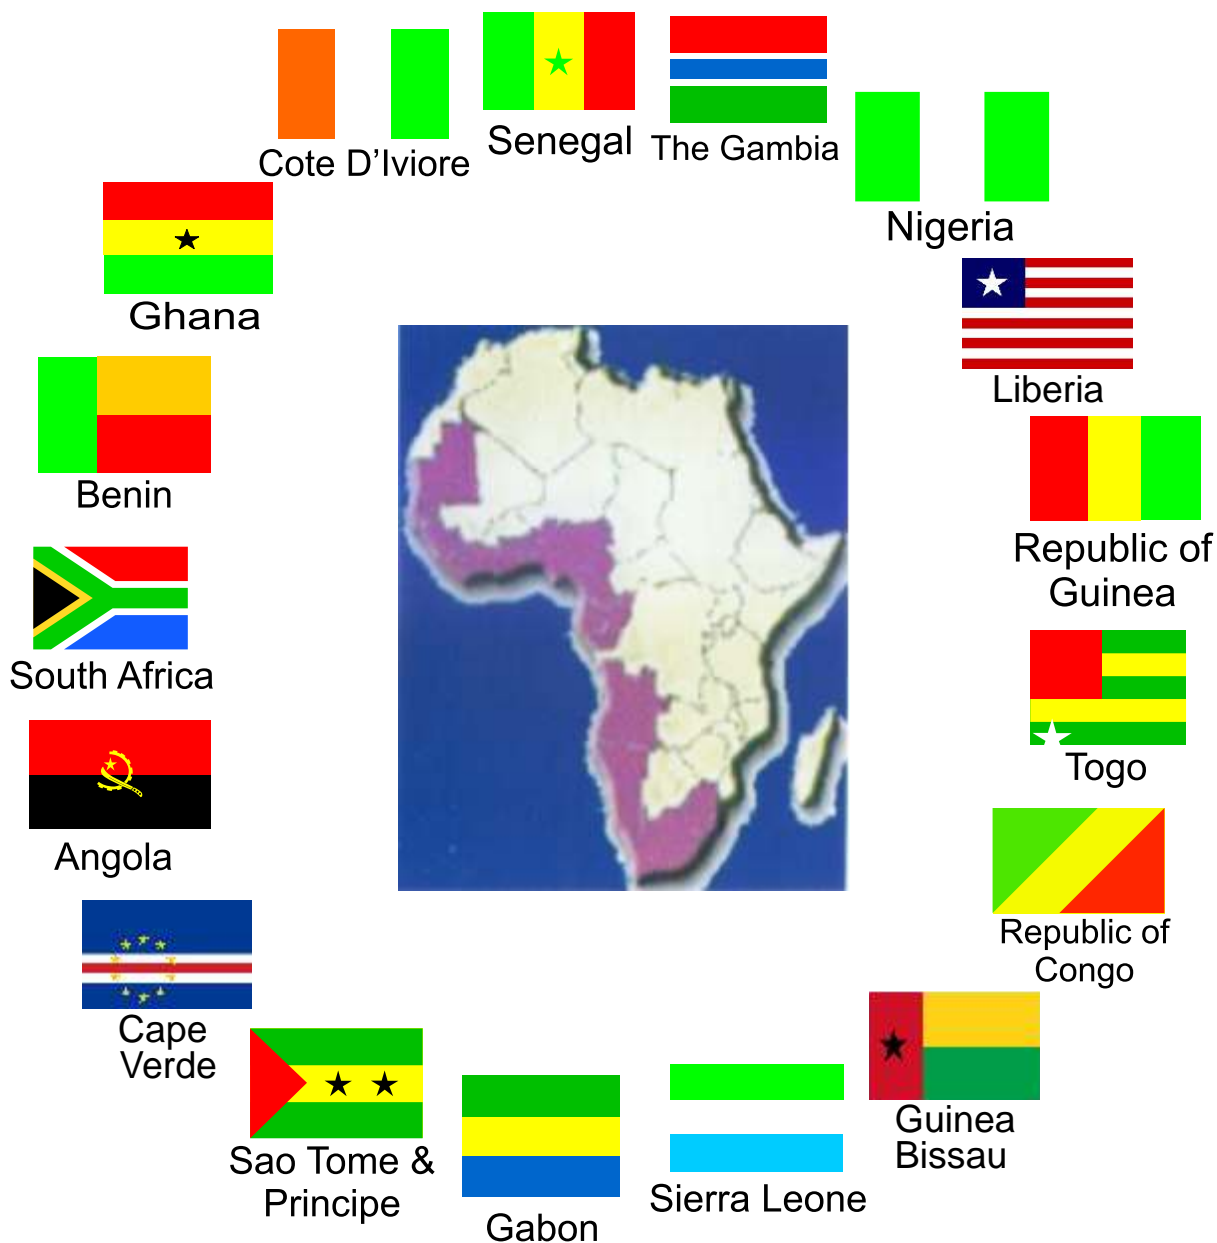 Cote D’Iviore
Senegal
The Gambia
Nigeria
Ghana
Liberia
Benin
Republic of
Guinea
South Africa
Togo
Angola
Republic of
Congo
Cape
Verde
Guinea
Bissau
Sao Tome &
Principe
Sierra Leone
Gabon